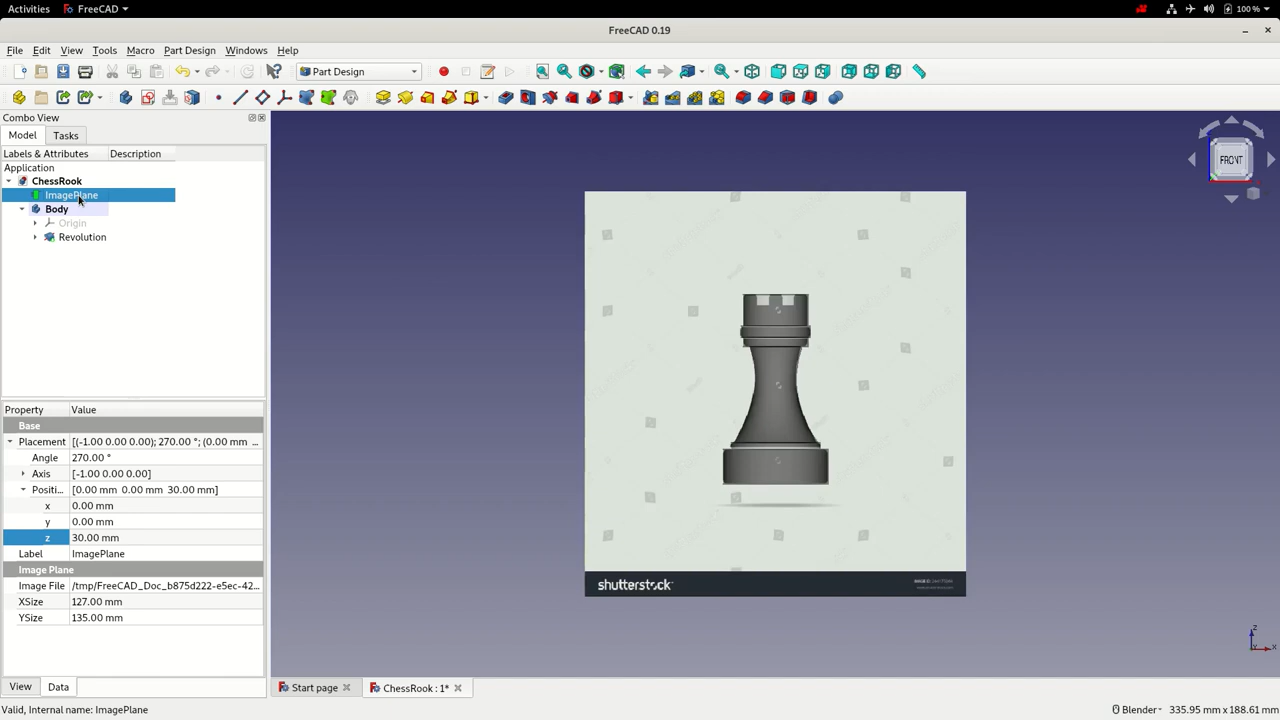 Activities
FreeCAD
100 %
FreeCAD 0.19
File Edit View Tools Macro Part Design Windows Help
Part Design
Combo View
Model Tasks
Labels & Attributes Description
Application
ChessRook
ImagePlane
Body
Origin
Revolution
FRONT
Property Value
Base
Placement [(-1.00 0.00 0.00); 270.00 °; (0.00 mm ...
Angle 270.00 °
Axis [-1.00 0.00 0.00]
Positi... [0.00 mm 0.00 mm 30.00 mm]
x 0.00 mm
y 0.00 mm
z 30.00 mm
Label ImagePlane
Image Plane
Image File /tmp/FreeCAD_Doc_b875d222-e5ec-42...
XSize 127.00 mm
YSize 135.00 mm
shutterstock
z
x
View Data
Start page
ChessRook : 1*
Valid, Internal name: ImagePlane
Blender
335.95 mm x 188.61 mm